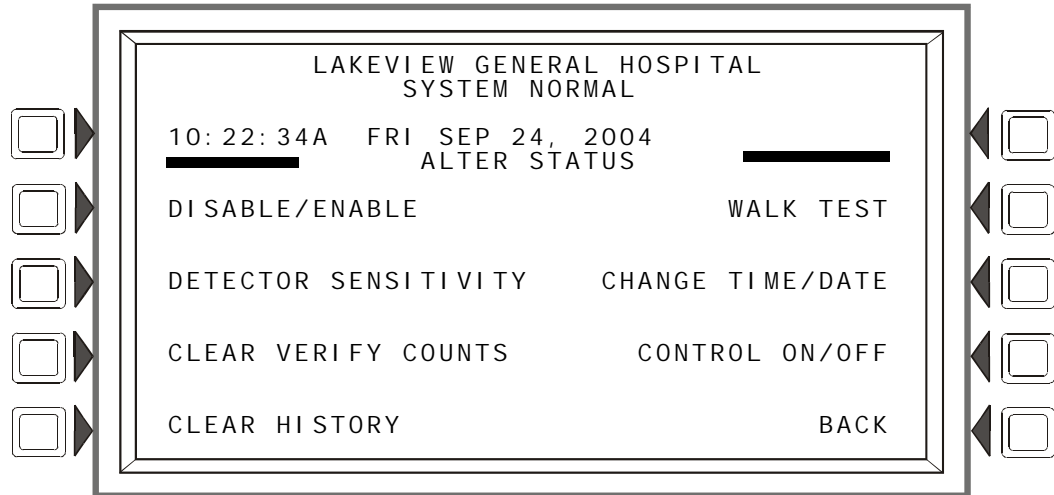 LAKEVIEW GENERAL HOSPITAL
SYSTEM NORMAL
10:22:34A FRI SEP 24, 2004
ALTER STATUS
DISABLE/ENABLE WALK TEST
DETECTOR SENSITIVITY CHANGE TIME/DATE
CLEAR VERIFY COUNTS CONTROL ON/OFF
CLEAR HISTORY BACK